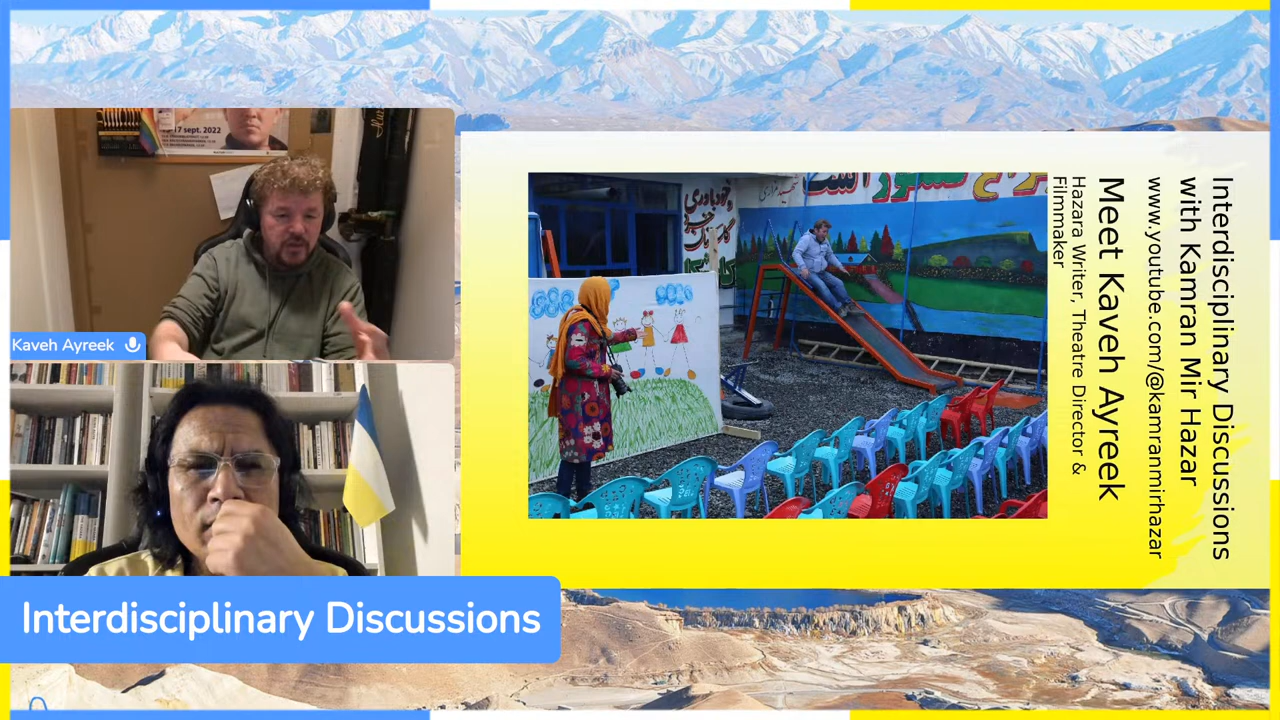 17 sept. 2022
Kaveh Ayreek
Interdisciplinary Discussions
Interdisciplinary Discussions
with Kamran Mir Hazar
www.youtube.com/@kamranmirhazar
Meet Kaveh Ayreek
Hazara Writer, Theatre Director &
Filmmaker
و خودباوری